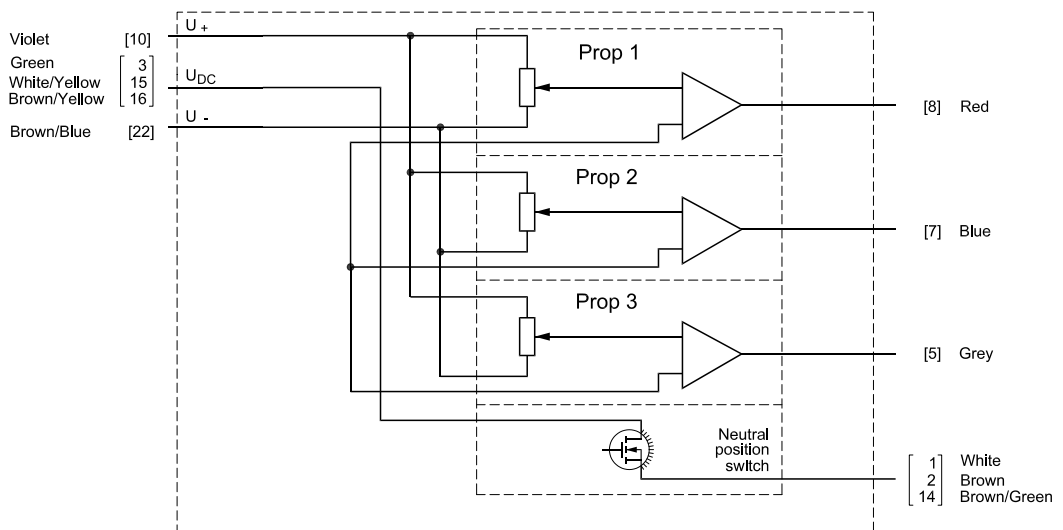 Violet [10] U +
Green 3
White/Yellow 15 UDC
Brown/Yellow 16
Brown/Blue [22] U -
Prop 1
[8] Red
Prop 2
[7] Blue
Prop 3
[5] Grey
Neutral
position
switch
1 White
2 Brown
14 Brown/Green